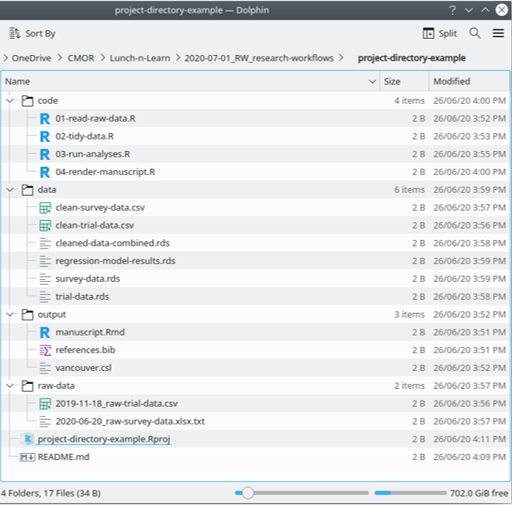 project-directory-example — Dolphin
Sort By Split
OneDrive CMOR Lunch-n-Learn 2020-07-01_RW_research-workflows project-directory-example
Name Size Modified
code 4 items 26/06/20 4:00 PM
01-read-raw-data.R 2 B 26/06/20 3:52 PM
02-tidy-data.R 2 B 26/06/20 3:53 PM
03-run-analyses.R 2 B 26/06/20 3:55 PM
04-render-manuscript.R 2 B 26/06/20 4:00 PM
data 6 items 26/06/20 3:59 PM
clean-survey-data.csv 2 B 26/06/20 3:57 PM
clean-trial-data.csv 2 B 26/06/20 3:56 PM
cleaned-data-combined.rds 2 B 26/06/20 3:58 PM
regression-model-results.rds 2 B 26/06/20 3:59 PM
survey-data.rds 2 B 26/06/20 3:59 PM
trial-data.rds 2 B 26/06/20 3:58 PM
output 3 items 26/06/20 3:52 PM
manuscript.Rmd 2 B 26/06/20 3:51 PM
references.bib 2 B 26/06/20 3:51 PM
vancouver.csl 2 B 26/06/20 3:52 PM
raw-data 2 items 26/06/20 3:57 PM
2019-11-18_raw-trial-data.csv 2 B 26/06/20 3:56 PM
2020-06-20_raw-survey-data.xlsx.txt 2 B 26/06/20 3:57 PM
project-directory-example.Rproj 2 B 26/06/20 4:11 PM
README.md 2 B 26/06/20 4:09 PM
4 Folders, 17 Files (34 B) 702.0 GiB free